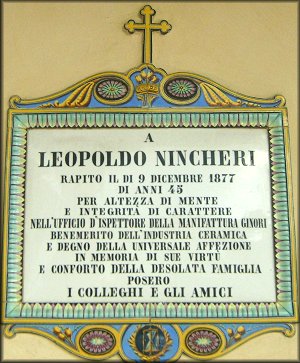 A
LEOPOLDO NINCHERI
RAPITO IL DI 9 DICEMBRE 1877
DI ANNI 45
PER ALTEZZA DI MENTE
E INTEGRITÀ DI CARATTERE
NELL'UFFICIO D'ISPETTORE DELLA MANIFATTURA GINORI
BENEMERITO DELL'INDUSTRIA CERAMICA
E DEGNO DELLA UNIVERSALE AFFEZIONE
IN MEMORIA DI SUE VIRTÙ
E CONFORTO DELLA DESOLATA FAMIGLIA
POSERO
I COLLEGHI E GLI AMICI